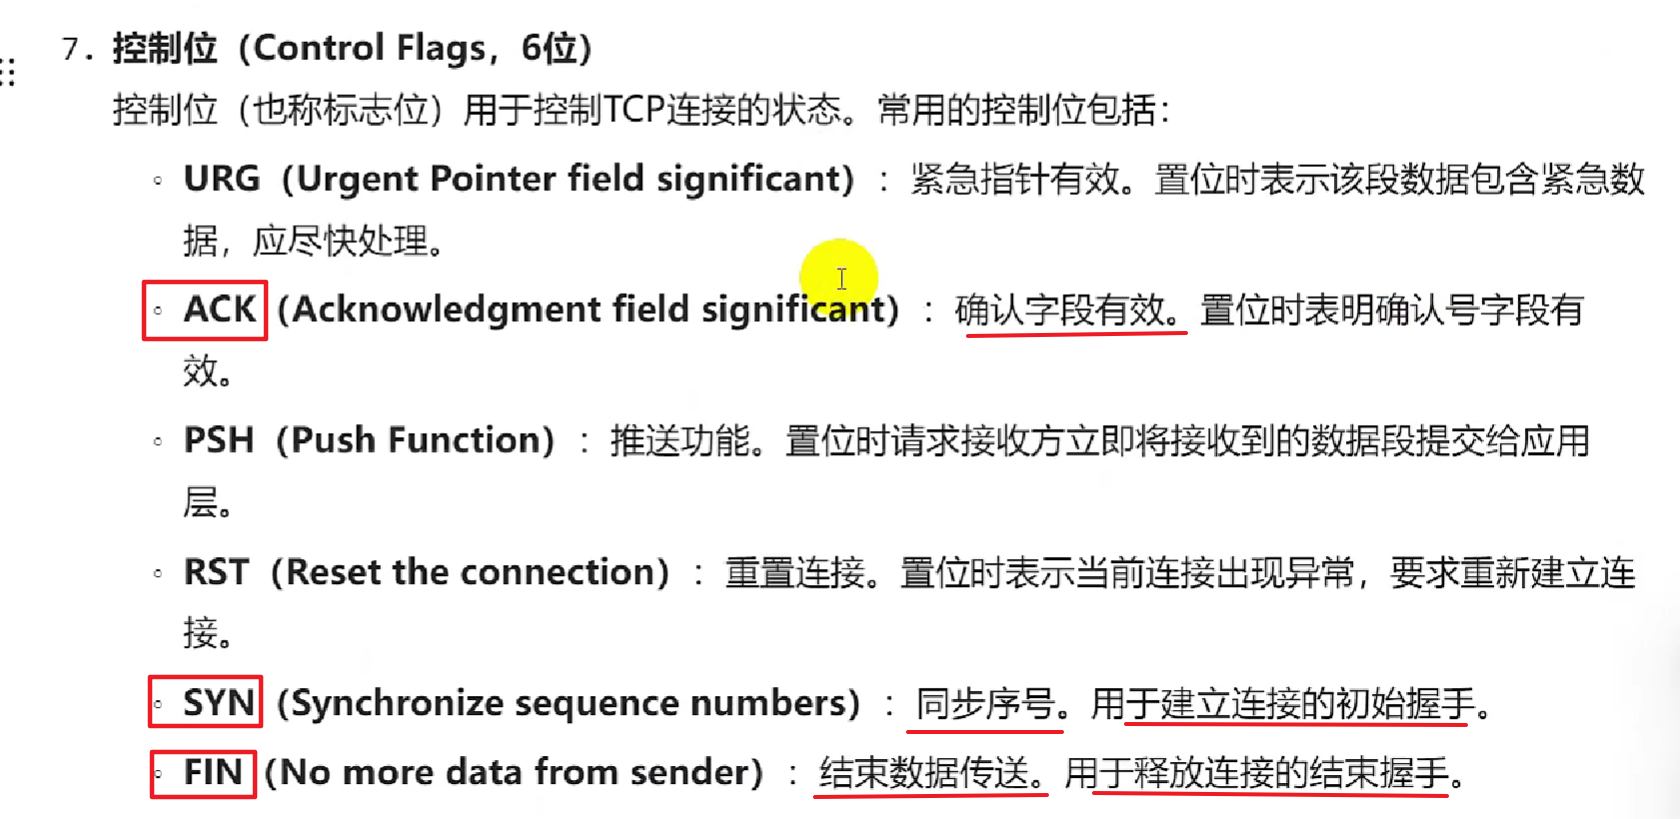 7. 控制位（Control Flags，6位）
控制位（也称标志位）用于控制TCP连接的状态。常用的控制位包括：
◦ URG（Urgent Pointer field significant）：紧急指针有效。置位时表示该段数据包含紧急数
据，应尽快处理。
◦ ACK（Acknowledgment field significant）：确认字段有效。置位时表明确认号字段有
效。
◦ PSH（Push Function）：推送功能。置位时请求接收方立即将接收到的数据段提交给应用
层。
◦ RST（Reset the connection）：重置连接。置位时表示当前连接出现异常，要求重新建立连
接。
◦ SYN（Synchronize sequence numbers）：同步序号。用于建立连接的初始握手。
◦ FIN（No more data from sender）：结束数据传送。用于释放连接的结束握手。